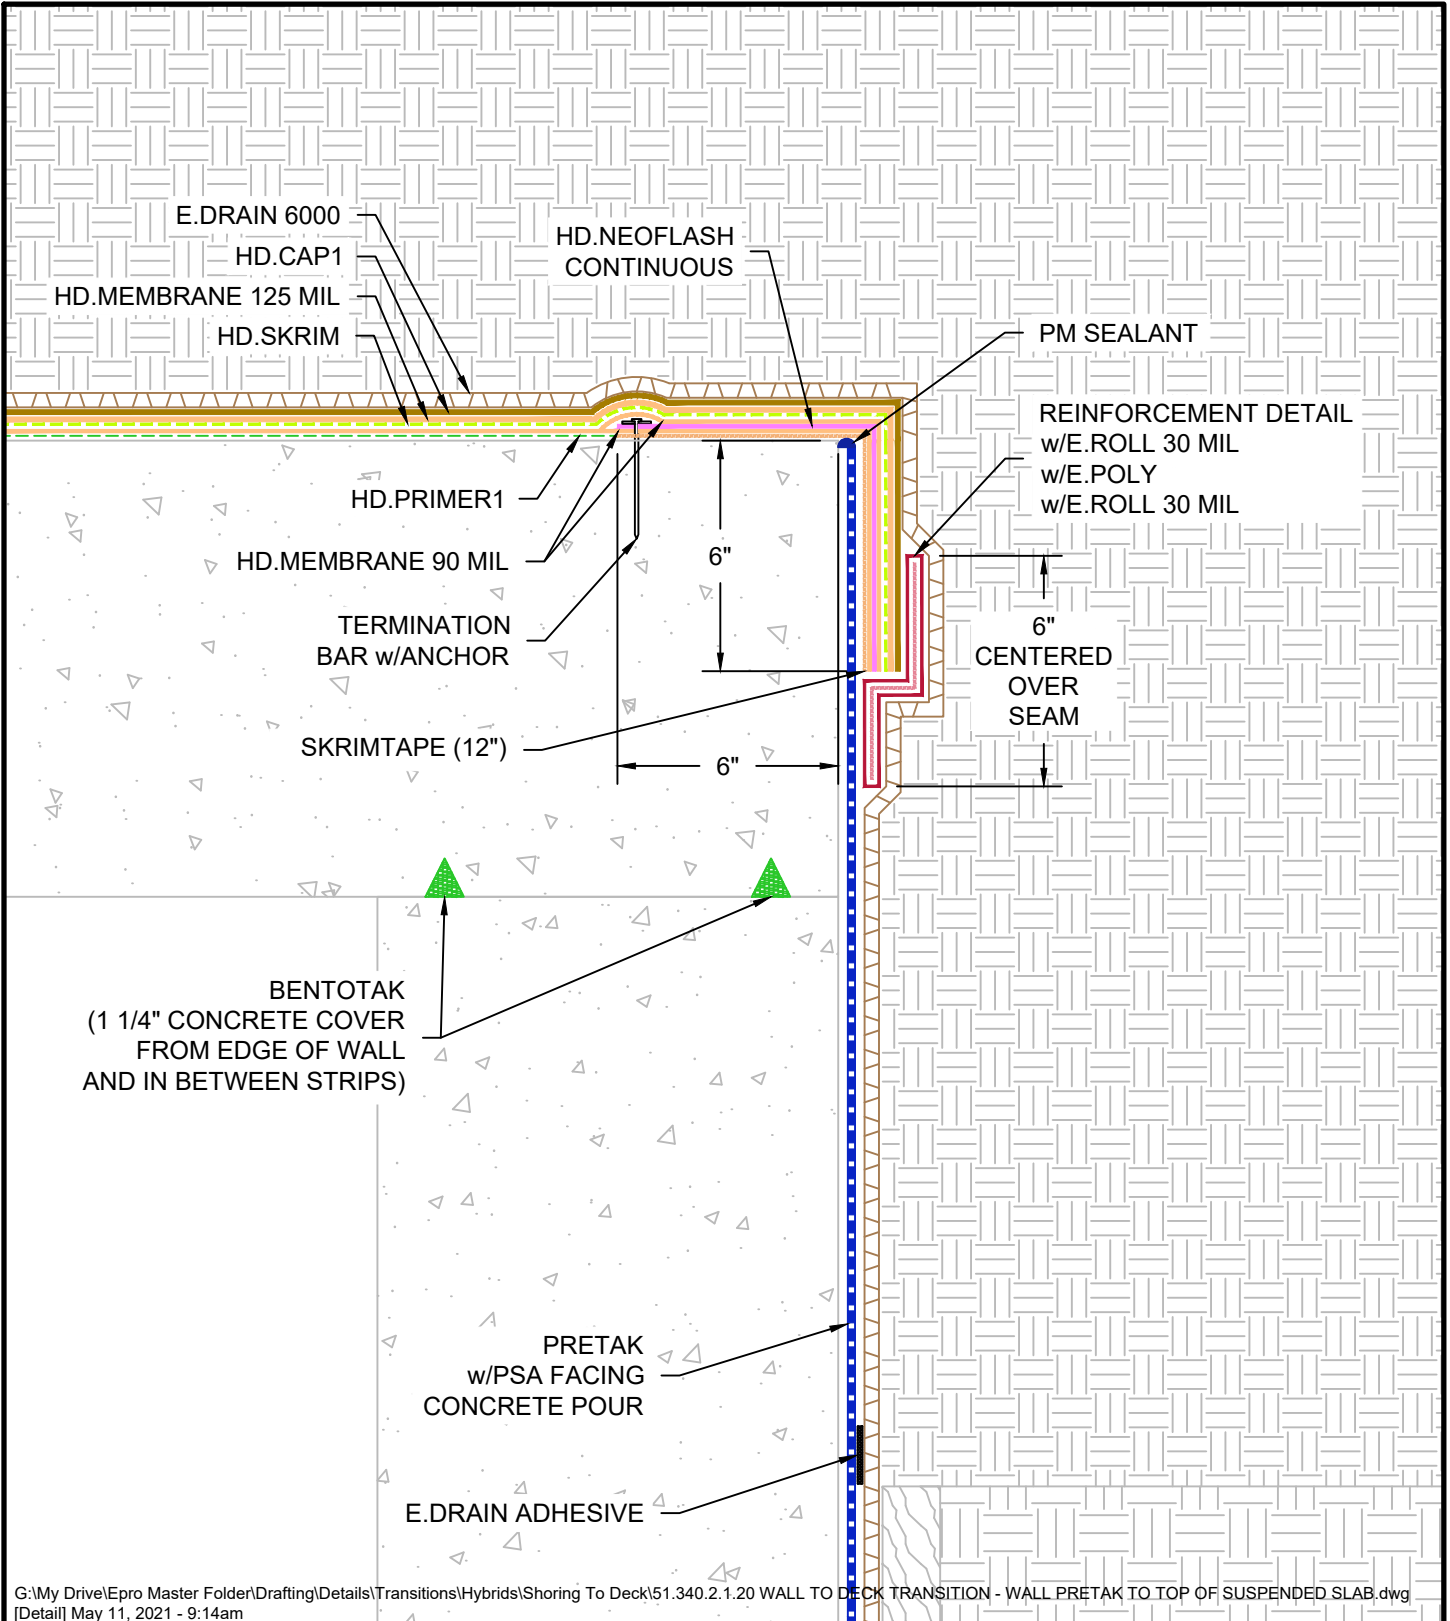 E.DRAIN 6000
HD.CAP1
HD.MEMBRANE 125 MIL
HD.SKRIM
HD.NEOFLASH
CONTINUOUS
PM SEALANT
REINFORCEMENT DETAIL
w/E.ROLL 30 MIL
w/E.POLY
w/E.ROLL 30 MIL
HD.PRIMER1
HD.MEMBRANE 90 MIL
6"
TERMINATION
BAR w/ANCHOR
6"
CENTERED
OVER
SEAM
SKRIMTAPE (12")
6"
BENTOTAK
(1 1/4" CONCRETE COVER
FROM EDGE OF WALL
AND IN BETWEEN STRIPS)
PRETAK
w/PSA FACING
CONCRETE POUR
E.DRAIN ADHESIVE
G:\My Drive\Epro Master Folder\Drafting\Details\Transitions\Hybrids\Shoring To Deck\51.340.2.1.20 WALL TO DECK TRANSITION - WALL PRETAK TO TOP OF SUSPENDED SLAB.dwg
[Detail] May 11, 2021 - 9:14am